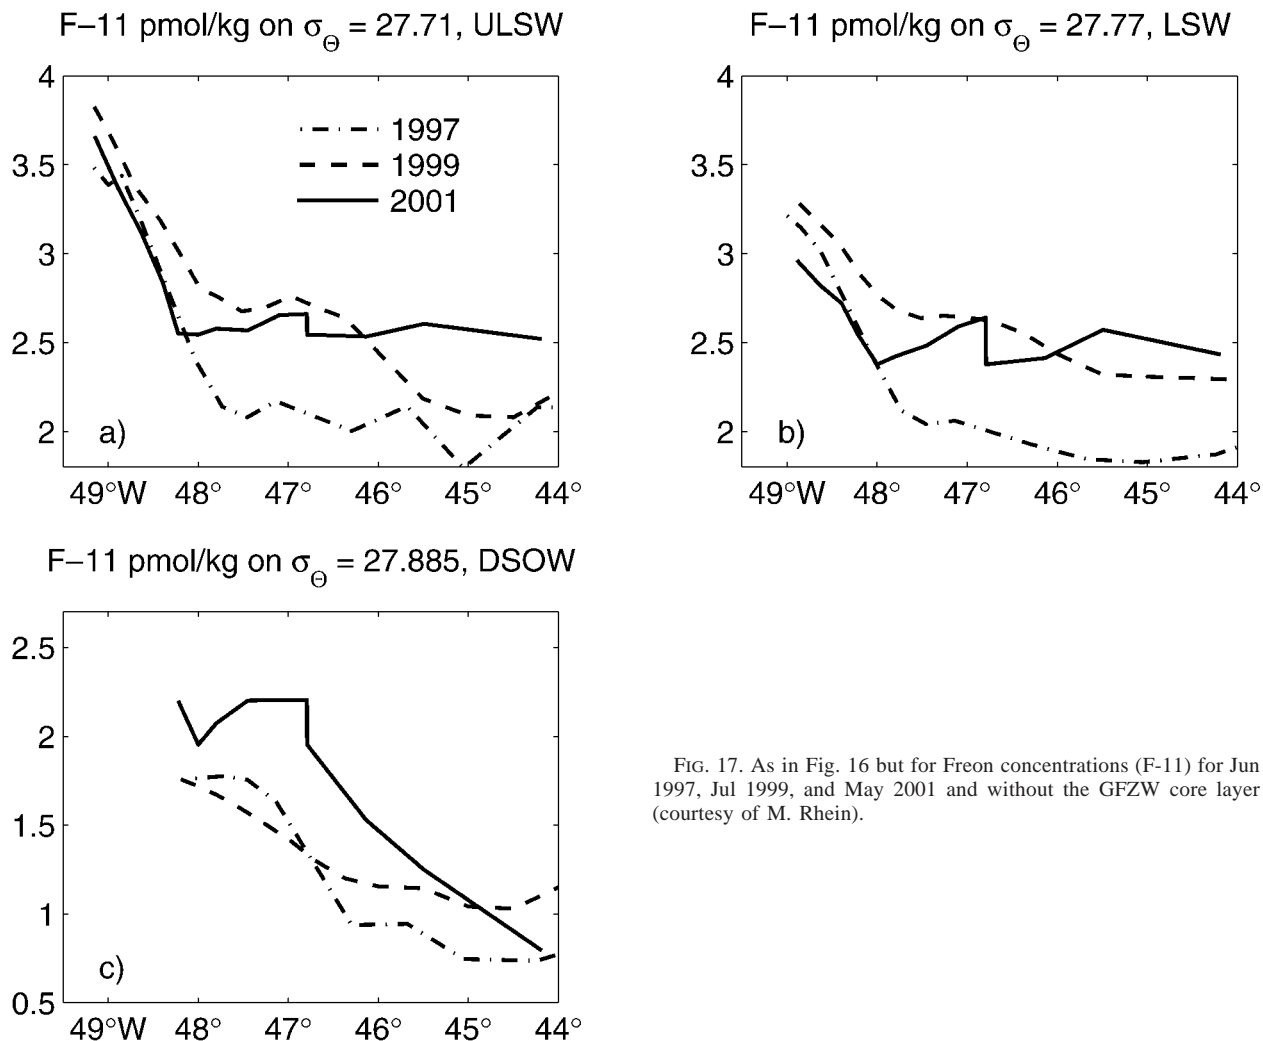 F–11 pmol/kg on σΘ = 27.71, ULSW
4
3.5
3
2.5
2
1997
1999
2001
a)
49°W 48° 47° 46° 45° 44°
F–11 pmol/kg on σΘ = 27.77, LSW
4
3.5
3
2.5
2
b)
49°W 48° 47° 46° 45° 44°
F–11 pmol/kg on σΘ = 27.885, DSOW
2.5
2
1.5
1
0.5
c)
49°W 48° 47° 46° 45° 44°
FIG. 17. As in Fig. 16 but for Freon concentrations (F-11) for Jun
1997, Jul 1999, and May 2001 and without the GFZW core layer
(courtesy of M. Rhein).